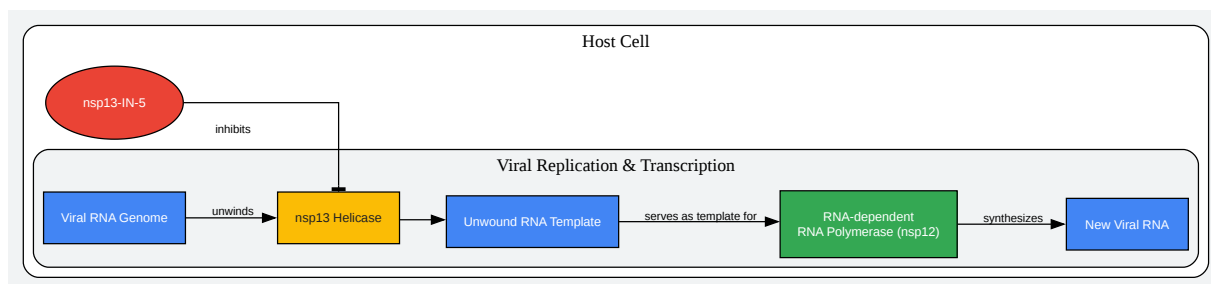 Host Cell
nsp13-IN-5
inhibits
Viral Replication & Transcription
Viral RNA Genome
unwinds
nsp13 Helicase
Unwound RNA Template
serves as template for
RNA-dependent
RNA Polymerase (nsp12)
synthesizes
New Viral RNA